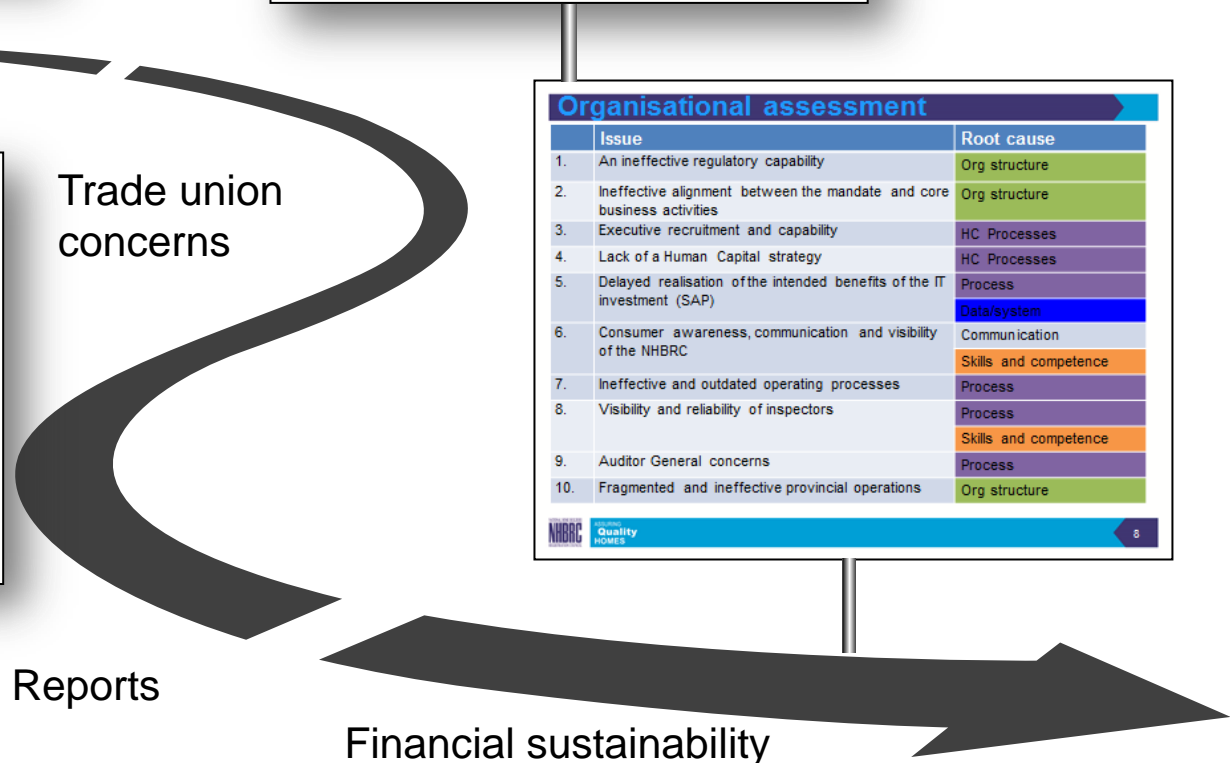 Trade union
concerns
Organisational assessment
Issue Root cause
1. An ineffective regulatory capability Org structure
2. Ineffective alignment between the mandate and core Org structure
business activities
3. Executive recruitment and capability HC Processes
4. Lack of a Human Capital strategy HC Processes
5. Delayed realisation of the intended benefits of the IT Process
investment (SAP) Data/system
6. Consumer awareness, communication and visibility Communication
of the NHBRC Skills and competence
7. Ineffective and outdated operating processes Process
8. Visibility and reliability of inspectors Process
Skills and competence
9. Auditor General concerns Process
10. Fragmented and ineffective provincial operations Org structure
NHBRC
ASSURING
Quality
HOMES
8
Reports
Financial sustainability